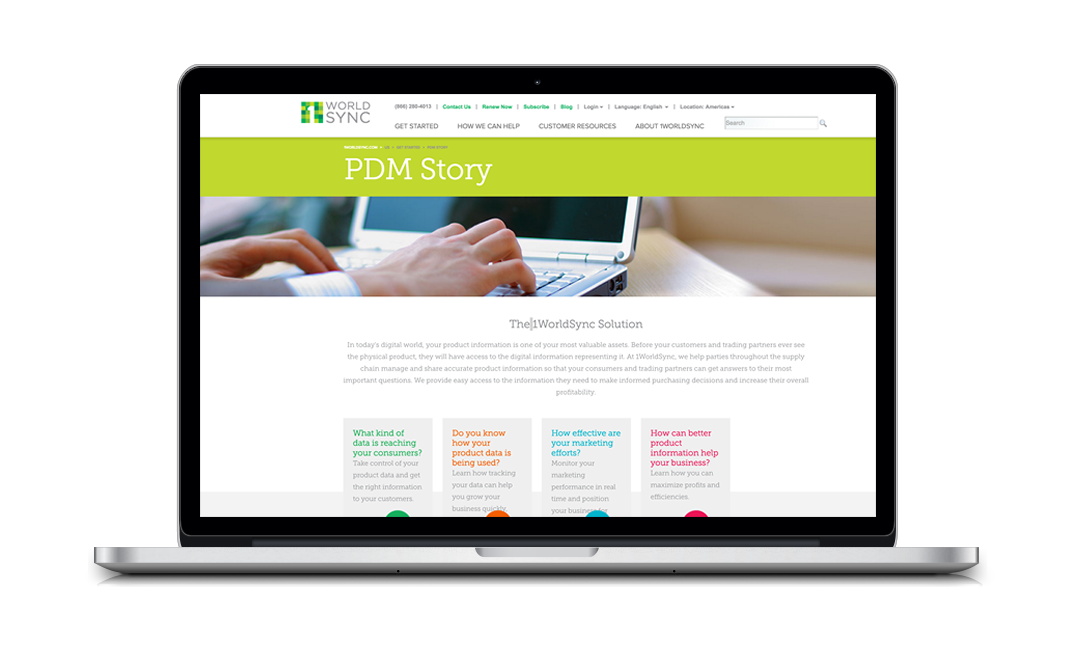 WORLD
SYNC
(866) 280-4013 | Contact Us | Renew Now | Subscribe | Blog | Login | Language: English | Location: Americas
GET STARTED HOW WE CAN HELP CUSTOMER RESOURCES ABOUT 1WORLDSYNC
Search
1WORLDSYNC.COM > US > GET STARTED > PDM STORY
PDM Story
The 1WorldSync Solution
In today's digital world, your product information is one of your most valuable assets. Before your customers and trading partners ever see
the physical product, they will have access to the digital information representing it. At 1WorldSync, we help parties throughout the supply
chain manage and share accurate product information so that your consumers and trading partners can get answers to their most
important questions. We provide easy access to the information they need to make informed purchasing decisions and increase their overall
profitability.
What kind of
data is reaching
your consumers?
Take control of your
product data and get
the right information
to your customers.
Do you know
how your
product data is
being used?
Learn how tracking
your data can help
you grow your
business quickly
How effective are
your marketing
efforts?
Monitor your
marketing
performance in real
time and position
your business for
How can better
product
information help
your business?
Learn how you can
maximize profits and
efficiencies.